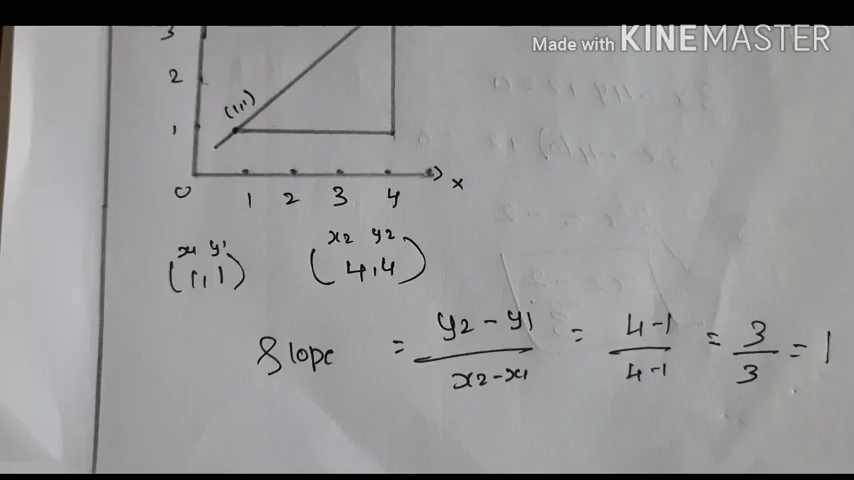 Made with KINEMASTER
3
2
(1,1)
1
0
1 2 3 4 x
x1 y1 x2 y2
(1,1) (4,4)
Slope = y2-y1 / x2-x1 = 4-1 / 4-1 = 3 / 3 = 1